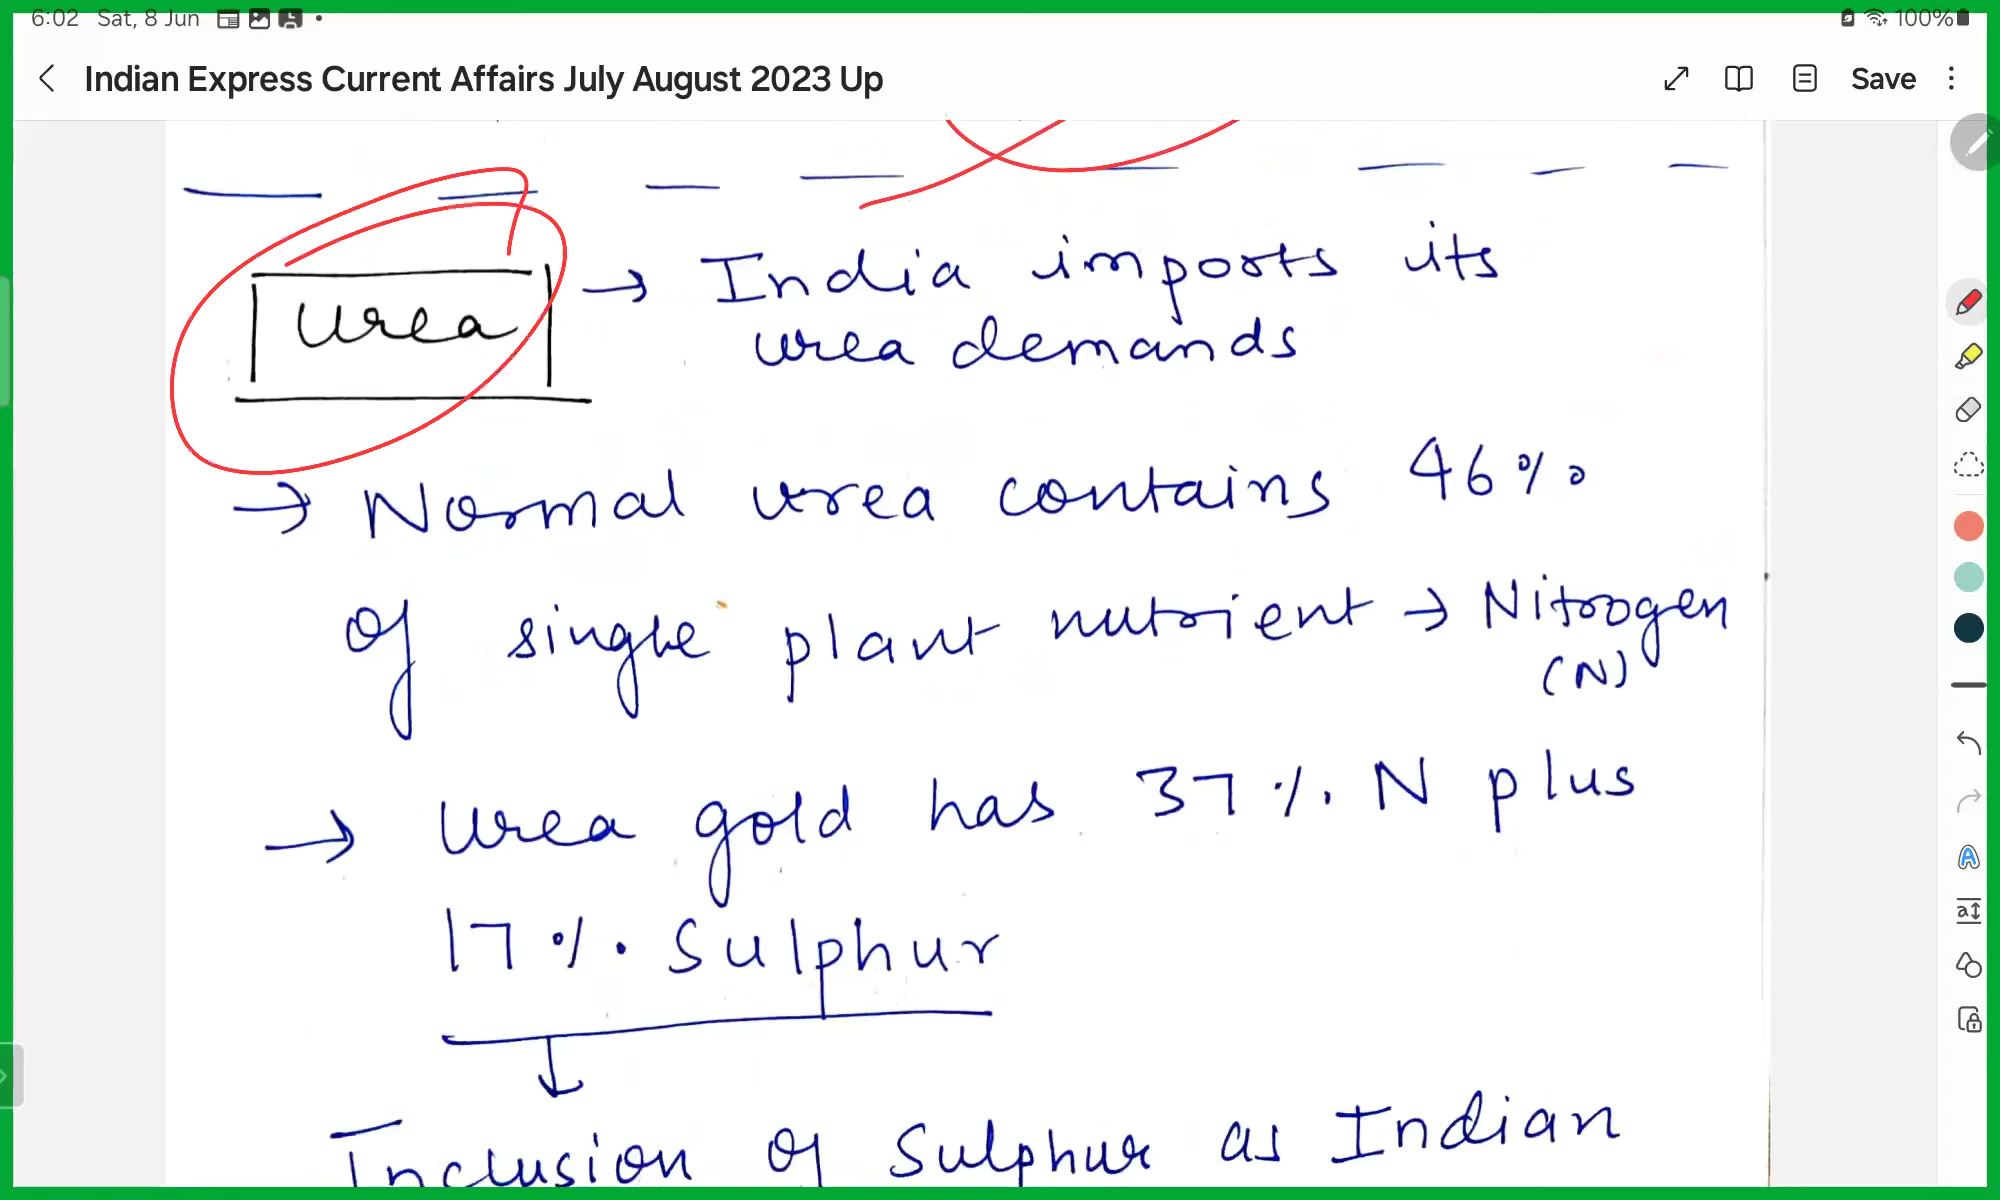 6:02 Sat, 8 Jun 100%
Indian Express Current Affairs July August 2023 Up Save
Urea → India imports its
urea demands
→ Normal urea contains 46%
of single plant nutrient → Nitrogen
(N)
→ Urea gold has 37% N plus
17%. Sulphur
Inclusion of Sulphur as Indian